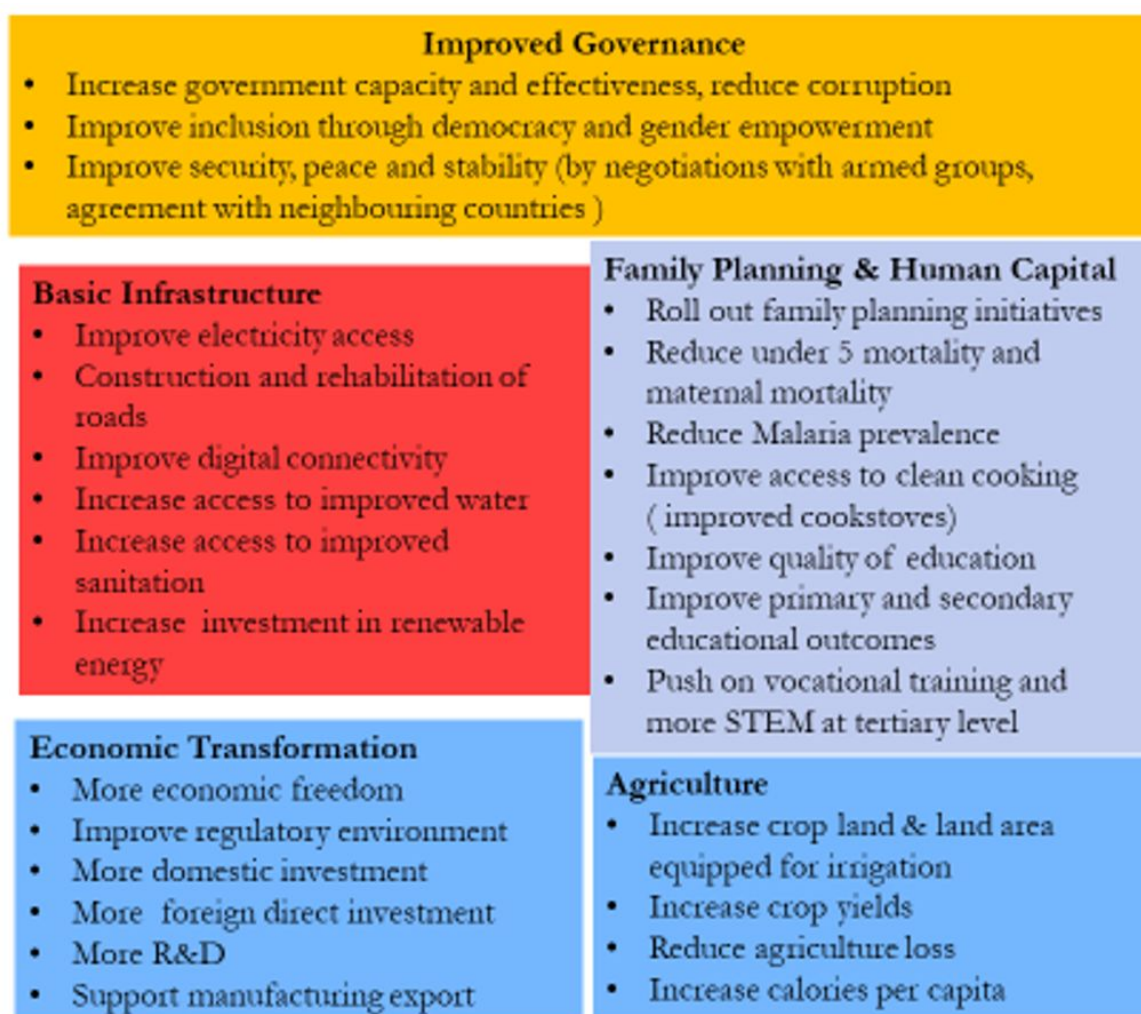 Improved Governance
• Increase government capacity and effectiveness, reduce corruption
• Improve inclusion through democracy and gender empowerment
• Improve security, peace and stability (by negotiations with armed groups,
agreement with neighbouring countries )
Basic Infrastructure
• Improve electricity access
• Construction and rehabilitation of
roads
• Improve digital connectivity
• Increase access to improved water
• Increase access to improved
sanitation
• Increase  investment in renewable
energy
Family Planning & Human Capital
• Roll out family planning initiatives
• Reduce under 5 mortality and
maternal mortality
• Reduce Malaria prevalence
• Improve access to clean cooking
( improved cookstoves)
• Improve quality of education
• Improve primary and secondary
educational outcomes
• Push on vocational training and
more STEM at tertiary level
Economic Transformation
• More economic freedom
• Improve regulatory environment
• More domestic investment
• More  foreign direct investment
• More R&D
• Support manufacturing export
Agriculture
• Increase crop land & land area
equipped for irrigation
• Increase crop yields
• Reduce agriculture loss
• Increase calories per capita